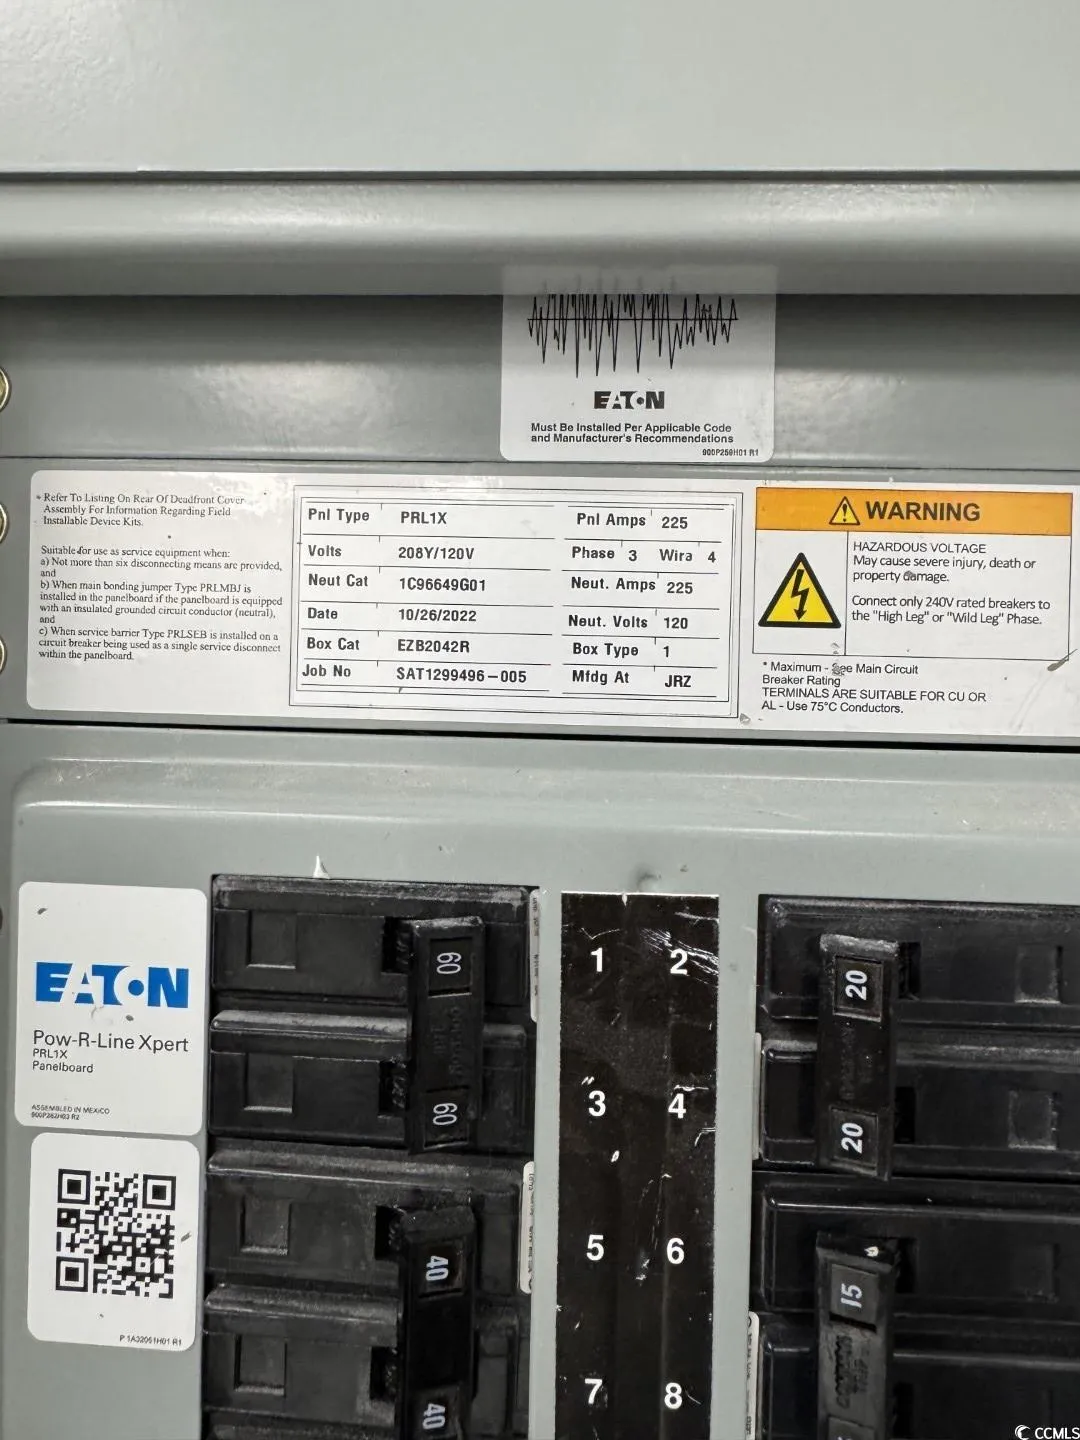 EATON
Must Be Installed Per Applicable Code
and Manufacturer's Recommendations
900P259H01 R1
* Refer To Listing On Rear Of Deadfront Cover
Assembly For Information Regarding Field
Installable Device Kits.
Suitable for use as service equipment when:
a) Not more than six disconnecting means are provided,
and
b) When main bonding jumper Type PRLMBJ is
installed in the panelboard if the panelboard is equipped
with an insulated grounded circuit conductor (neutral),
and
c) When service barrier Type PRLSEB is installed on a
circuit breaker being used as a single service disconnect
within the panelboard.
Pnl Type PRL1X Pnl Amps 225
Volts 208Y/120V Phase 3 Wira 4
Neut Cat 1C96649G01 Neut. Amps 225
Date 10/26/2022 Neut. Volts 120
Box Cat EZB2042R Box Type 1
Job No SAT1299496-005 Mfdg At JRZ
WARNING
HAZARDOUS VOLTAGE
May cause severe injury, death or
property damage.
Connect only 240V rated breakers to
the "High Leg" or "Wild Leg" Phase.
* Maximum - See Main Circuit
Breaker Rating
TERMINALS ARE SUITABLE FOR CU OR
AL - Use 75°C Conductors.
EATON
Pow-R-Line Xpert
PRL1X
Panelboard
ASSEMBLED IN MEXICO
900P282H03 R2
P 1A32061H01 R1
60
60
40
40
1 2
3 4
5 6
7 8
20
20
15
CCMLS